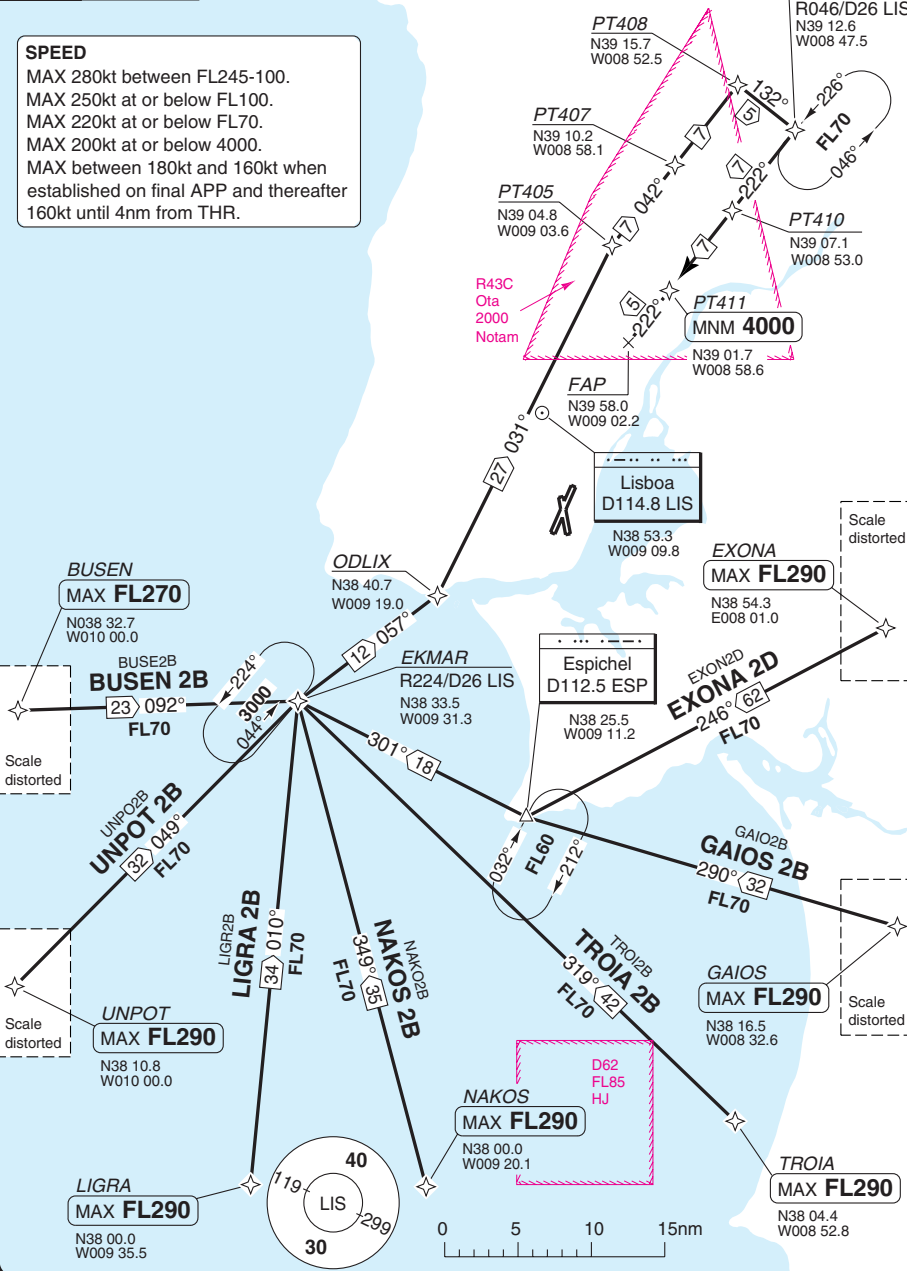 SPEED
MAX 280kt between FL245-100.
MAX 250kt at or below FL100.
MAX 220kt at or below FL70.
MAX 200kt at or below 4000.
MAX between 180kt and 160kt when
established on final APP and thereafter
160kt until 4nm from THR.
R046/D26 LIS
N39 12.6
W008 47.5
PT408
N39 15.7
W008 52.5
132°
5
226°
FL70
046°
PT407
N39 10.2
W008 58.1
7
042°
7
222°
PT405
N39 04.8
W009 03.6
7
PT410
N39 07.1
W008 53.0
7
R43C
Ota
2000
Notam
5
222°
PT411
MNM 4000
N39 01.7
W008 58.6
FAP
N39 58.0
W009 02.2
27 031°
Lisboa
D114.8 LIS
N38 53.3
W009 09.8
Scale
distorted
EXONA
MAX FL290
N38 54.3
E008 01.0
ODLIX
N38 40.7
W009 19.0
BUSEN
MAX FL270
N038 32.7
W010 00.0
12 057°
EKMAR
R224/D26 LIS
N38 33.5
W009 31.3
Espichel
D112.5 ESP
N38 25.5
W009 11.2
EXON2D
EXONA 2D
246° 62
FL70
BUSE2B
BUSEN 2B
23 092°
FL70
224°
3000
044°
Scale
distorted
301° 18
UNPO2B
UNPOT 2B
32 049°
FL70
032°
FL60
212°
GAIO2B
GAIOS 2B
290° 32
FL70
LIGR2B
LIGRA 2B
34 010°
FL70
NAKO2B
NAKOS 2B
349° 35
FL70
TROI2B
TROIA 2B
319° 42
FL70
GAIOS
MAX FL290
N38 16.5
W008 32.6
Scale
distorted
Scale
distorted
UNPOT
MAX FL290
N38 10.8
W010 00.0
D62
FL85
HJ
NAKOS
MAX FL290
N38 00.0
W009 20.1
LIGRA
MAX FL290
N38 00.0
W009 35.5
40
119
LIS
299
30
TROIA
MAX FL290
N38 04.4
W008 52.8
0 5 10 15nm